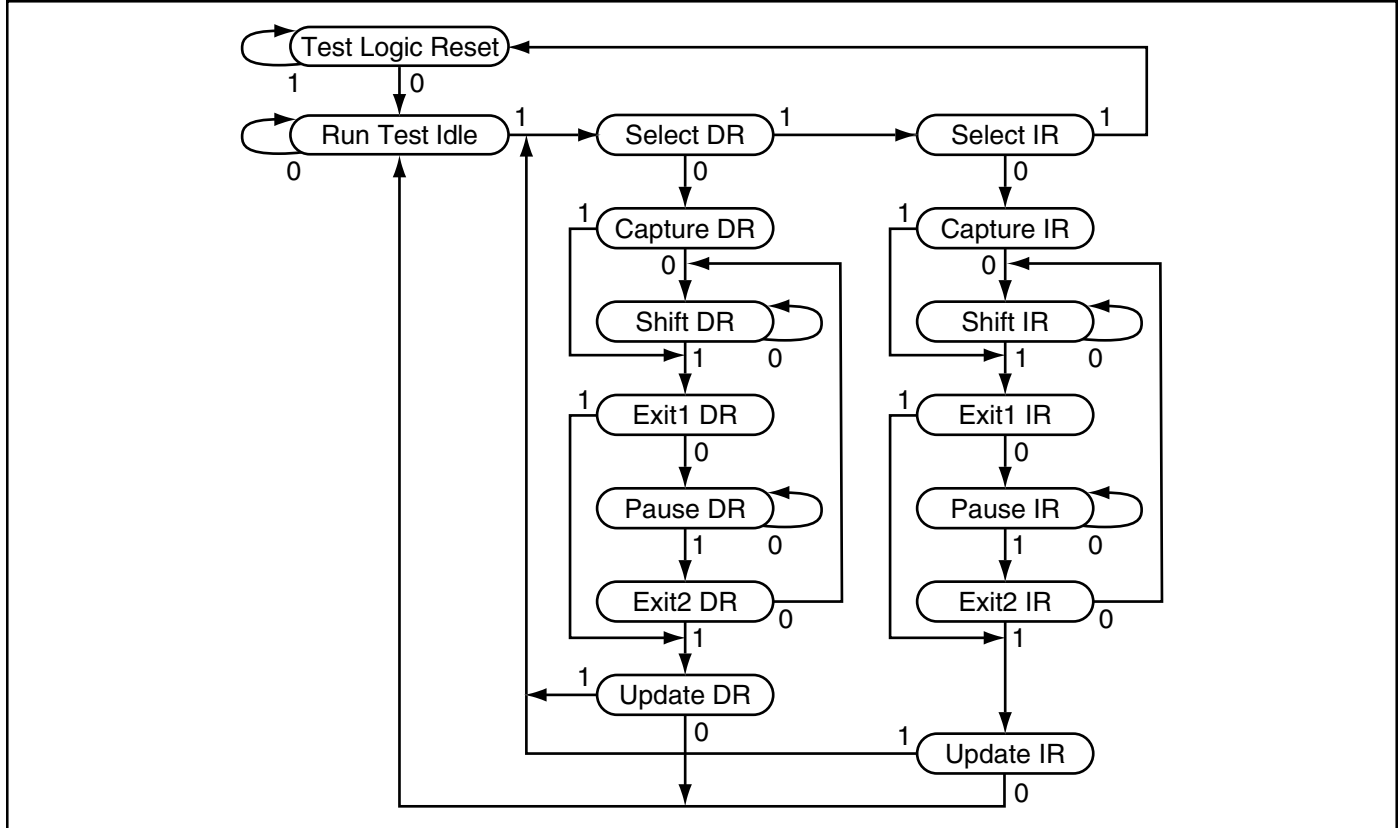 Test Logic Reset
1 0
Run Test Idle 1 Select DR 1 Select IR 1
0 0 0
1 Capture DR 1 Capture IR
0 0
Shift DR Shift IR
1 0 1 0
1 Exit1 DR 1 Exit1 IR
0 0
Pause DR Pause IR
1 0 1 0
Exit2 DR 0 Exit2 IR 0
1 1
1 Update DR
0 1 Update IR
0